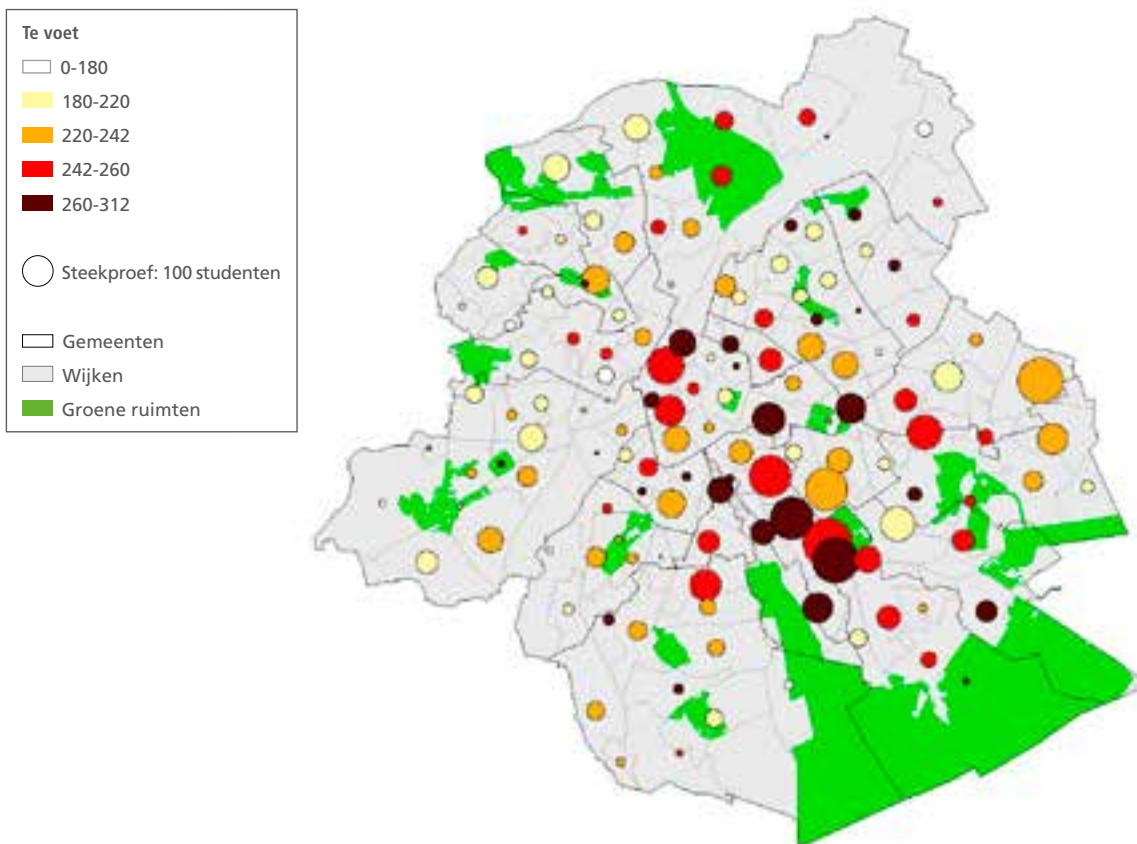 Te voet
0-180
180-220
220-242
242-260
260-312
Steekproef: 100 studenten
Gemeenten
Wijken
Groene ruimten